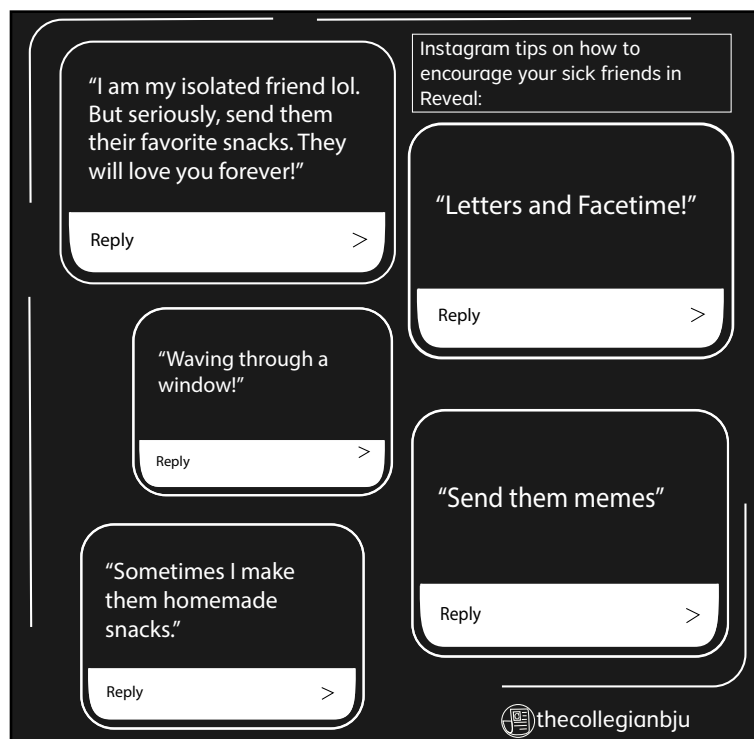 Instagram tips on how to
encourage your sick friends in
Reveal:
“I am my isolated friend lol.
But seriously, send them
their favorite snacks. They
will love you forever!”
Reply >
“Letters and Facetime!”
Reply >
“Waving through a
window!”
Reply >
“Send them memes”
Reply >
“Sometimes I make
them homemade
snacks.”
Reply >
thecollegianbju